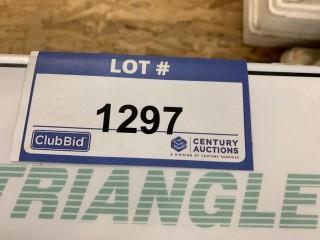 LOT #
1297
ClubBid
CENTURY
AUCTIONS
A DIVISION OF CENTURY SERVICES
TRIANGLE